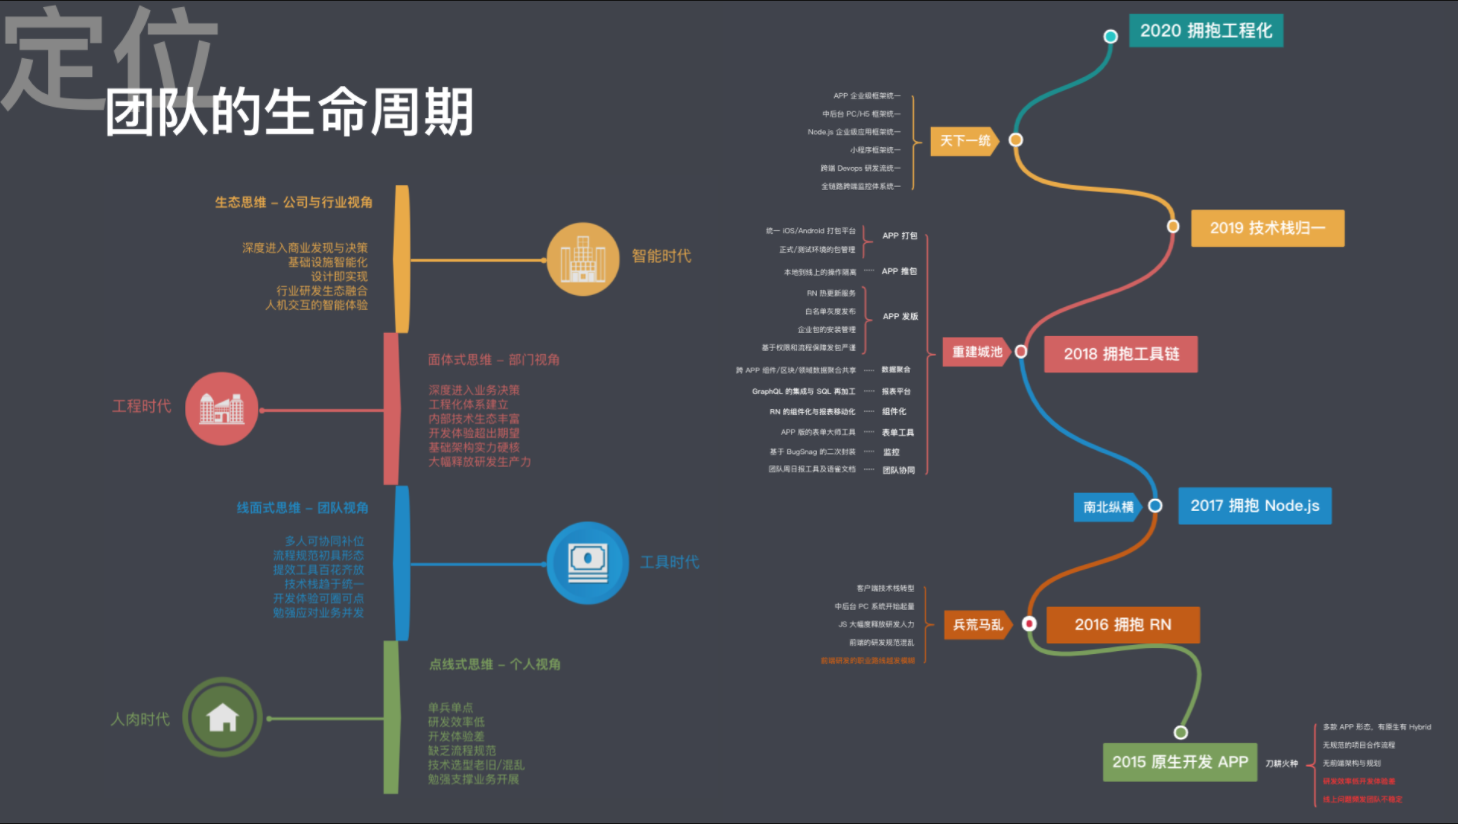 定位
团队的生命周期
生态思维 – 公司与行业视角
深度进入商业发现与决策
基础设施智能化
设计即实现
行业研发生态融合
人机交互的智能体验
智能时代
面体式思维 – 部门视角
深度进入业务决策
工程化体系建立
内部技术生态丰富
开发体验超出期望
基础架构实力硬核
大幅释放研发生产力
工程时代
线面式思维 – 团队视角
多人可协同补位
流程规范初具形态
提效工具百花齐放
技术栈趋于统一
开发体验可圈可点
勉强应对业务并发
工具时代
点线式思维 – 个人视角
单兵单点
研发效率低
开发体验差
缺乏流程规范
技术选型老旧/混乱
勉强支撑业务开展
人肉时代
2020 拥抱工程化
APP 企业级框架统一
中后台 PC/H5 框架统一
Node.js 企业级应用框架统一
小程序框架统一
跨端 Devops 研发流统一
全链路跨端监控体系统一
天下一统
2019 技术栈归一
统一 iOS/Android 打包平台
正式/测试环境的包管理
APP 打包
本地到线上的操作隔离
APP 推包
RN 热更新服务
白名单灰度发布
企业包的安装管理
基于权限和流程保障发包严谨
APP 发版
跨 APP 组件/区块/领域数据聚合共享
数据聚合
GraphQL 的集成与 SQL 再加工
报表平台
RN 的组件化与报表移动化
组件化
APP 版的表单大师工具
表单工具
基于 BugSnag 的二次封装
监控
团队周日报工具及语雀文档
团队协同
重建城池
2018 拥抱工具链
南北纵横
2017 拥抱 Node.js
客户端技术栈转型
中后台 PC 系统开始起量
JS 大幅度释放研发人力
前端的研发规范混乱
前端研发的职业路线越来模糊
兵荒马乱
2016 拥抱 RN
2015 原生开发 APP
刀耕火种
多款 APP 形态，有原生有 Hybrid
无规范的项目合作流程
无前端架构与规划
研发效率低开发体验差
线上问题频发团队不稳定